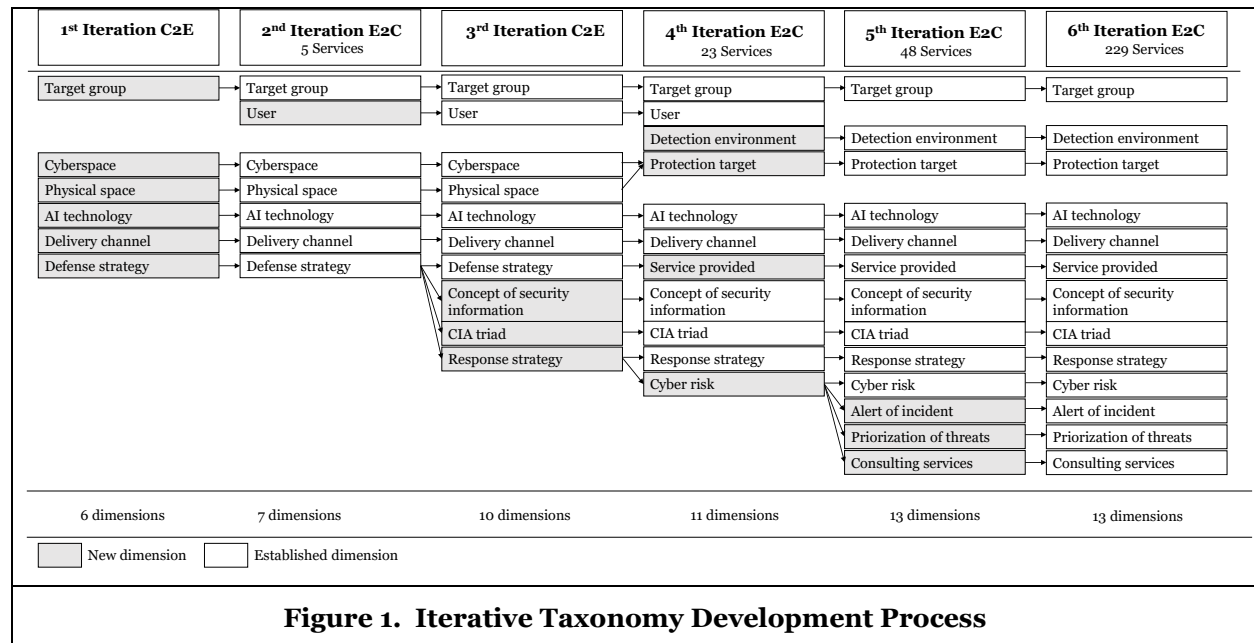 1st Iteration C2E
2nd Iteration E2C
5 Services
3rd Iteration C2E
4th Iteration E2C
23 Services
5th Iteration E2C
48 Services
6th Iteration E2C
229 Services
Target group
Target group
Target group
Target group
Target group
Target group
User
User
User
Detection environment
Detection environment
Detection environment
Cyberspace
Cyberspace
Cyberspace
Protection target
Protection target
Protection target
Physical space
Physical space
Physical space
AI technology
AI technology
AI technology
AI technology
AI technology
AI technology
Delivery channel
Delivery channel
Delivery channel
Delivery channel
Delivery channel
Delivery channel
Defense strategy
Defense strategy
Defense strategy
Service provided
Service provided
Service provided
Concept of security
information
Concept of security
information
Concept of security
information
Concept of security
information
CIA triad
CIA triad
CIA triad
CIA triad
Response strategy
Response strategy
Response strategy
Response strategy
Cyber risk
Cyber risk
Cyber risk
Alert of incident
Alert of incident
Priorization of threats
Priorization of threats
Consulting services
Consulting services
6 dimensions
7 dimensions
10 dimensions
11 dimensions
13 dimensions
13 dimensions
New dimension
Established dimension
Figure 1. Iterative Taxonomy Development Process